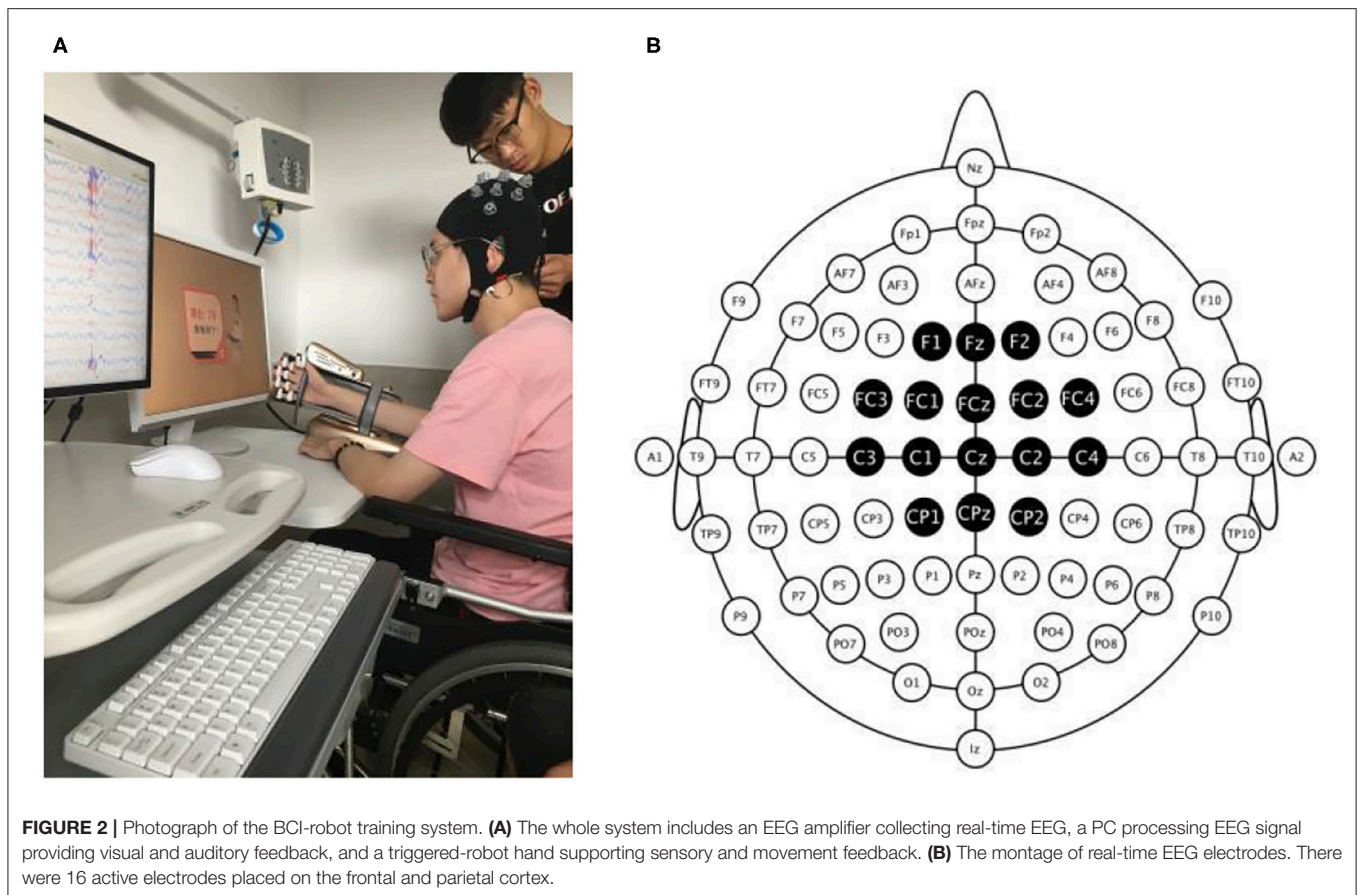 A
B
OF
Nz
Fp1 Fpz Fp2
AF7 AF3 AFz AF4 AF8
F9 F7 F5 F3 F1 Fz F2 F4 F6 F8 F10
FT9 FT7 FC5 FC3 FC1 FCz FC2 FC4 FC6 FC8 FT10
A1 T9 T7 C5 C3 C1 Cz C2 C4 C6 T8 T10 A2
TP9 TP7 CP5 CP3 CP1 CPz CP2 CP4 CP6 TP8 TP10
P9 P7 P5 P3 P1 Pz P2 P4 P6 P8 P10
PO7 PO3 POz PO4 PO8
O1 Oz O2
Iz
FIGURE 2 | Photograph of the BCI-robot training system. (A) The whole system includes an EEG amplifier collecting real-time EEG, a PC processing EEG signal
providing visual and auditory feedback, and a triggered-robot hand supporting sensory and movement feedback. (B) The montage of real-time EEG electrodes. There
were 16 active electrodes placed on the frontal and parietal cortex.